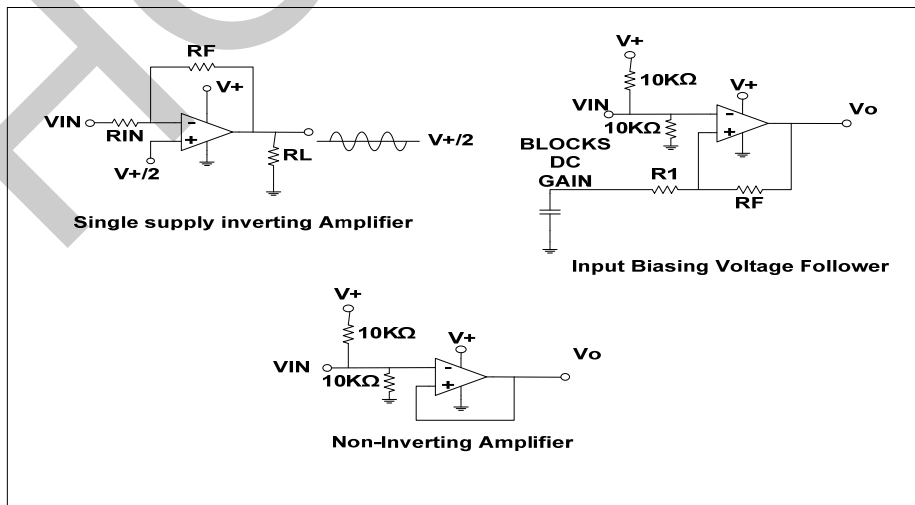 RF
V+
VIN
RIN
-
+
V+/2
RL
V+/2
Single supply inverting Amplifier
V+
10KΩ
V+
VIN
10KΩ
-
+
Vo
BLOCKS
DC
GAIN
R1
RF
Input Biasing Voltage Follower
V+
10KΩ
V+
VIN
10KΩ
-
+
Vo
Non-Inverting Amplifier